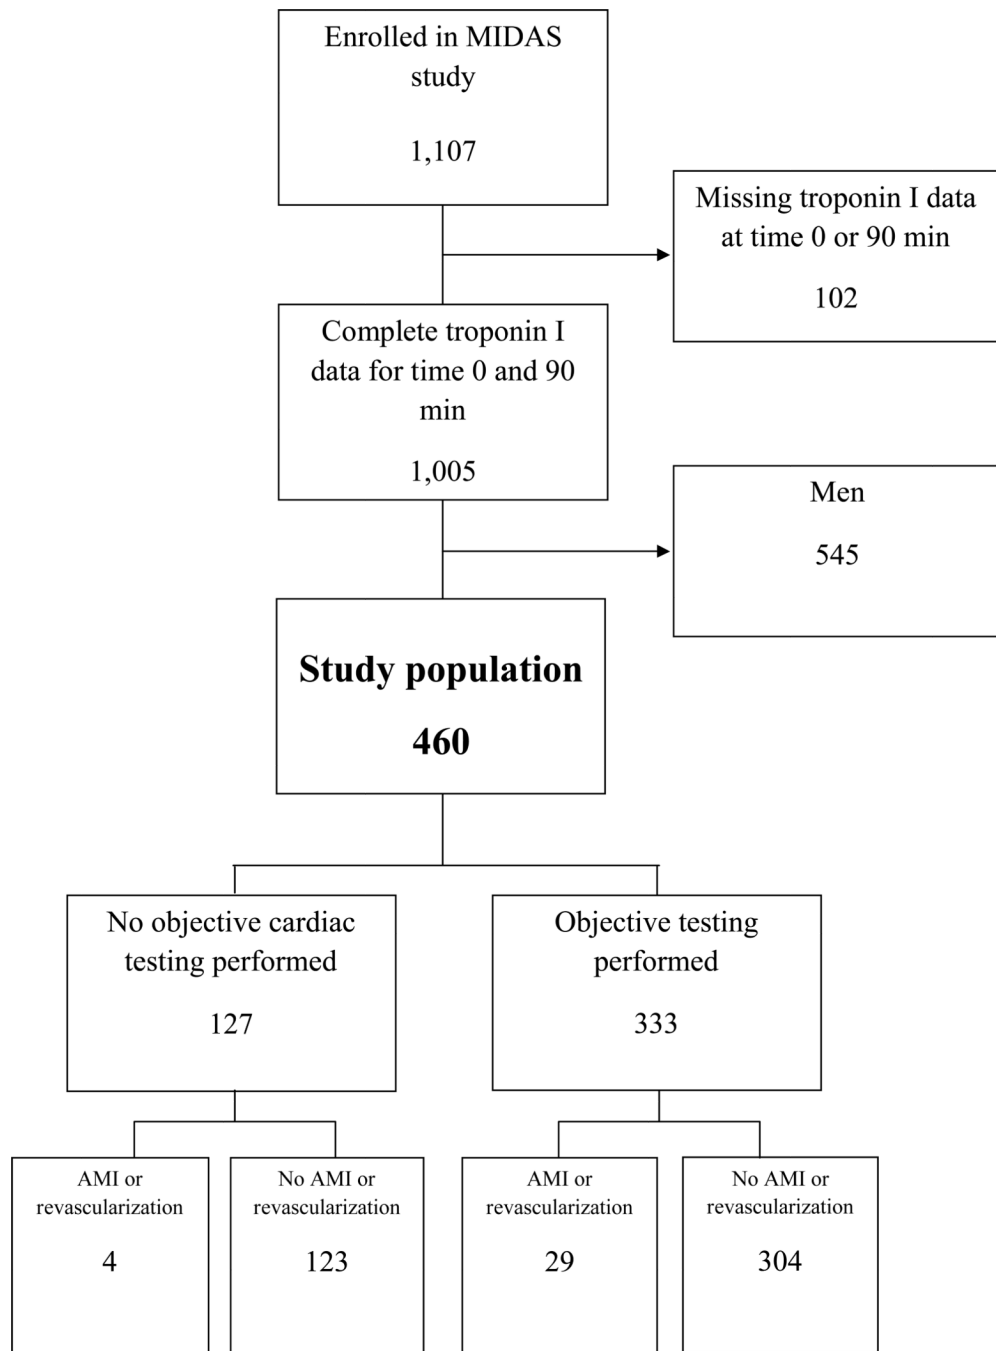 Enrolled in MIDAS
study
1,107
Missing troponin I data
at time 0 or 90 min
102
Complete troponin I
data for time 0 and 90
min
1,005
Men
545
Study population
460
No objective cardiac
testing performed
127
Objective testing
performed
333
AMI or
revascularization
4
No AMI or
revascularization
123
AMI or
revascularization
29
No AMI or
revascularization
304